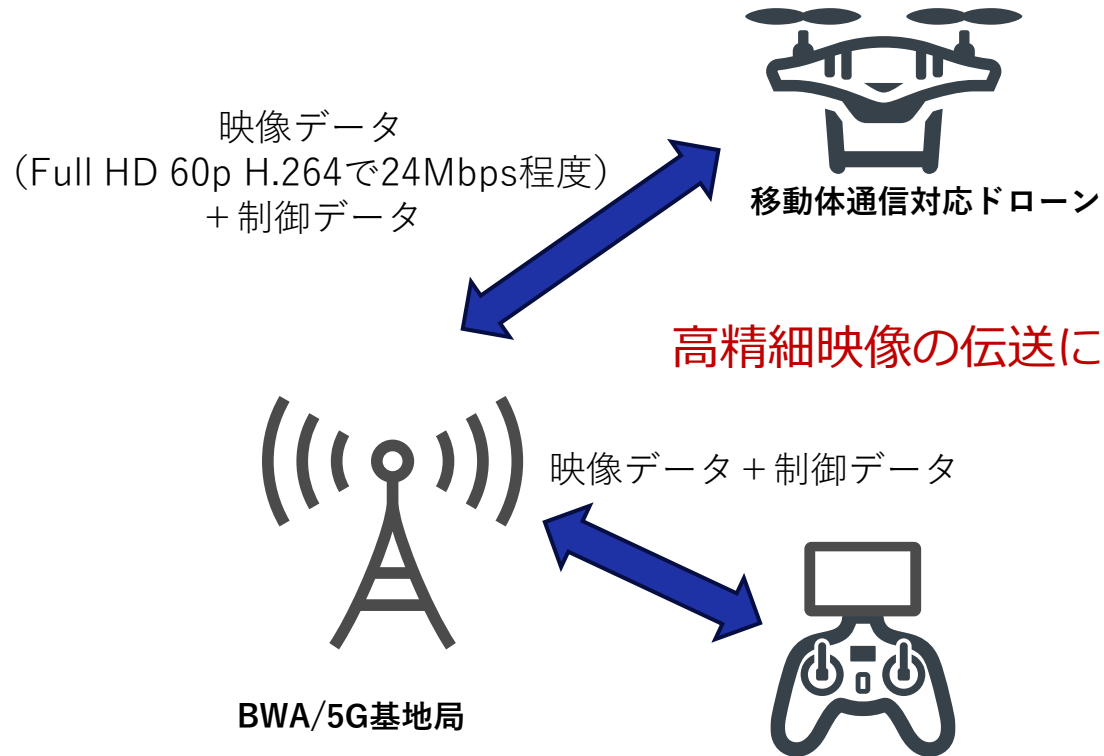 映像データ
（Full HD 60p H.264で24Mbps程度）
＋制御データ
移動体通信対応ドローン
高精細映像の伝送に
映像データ＋制御データ
BWA/5G基地局